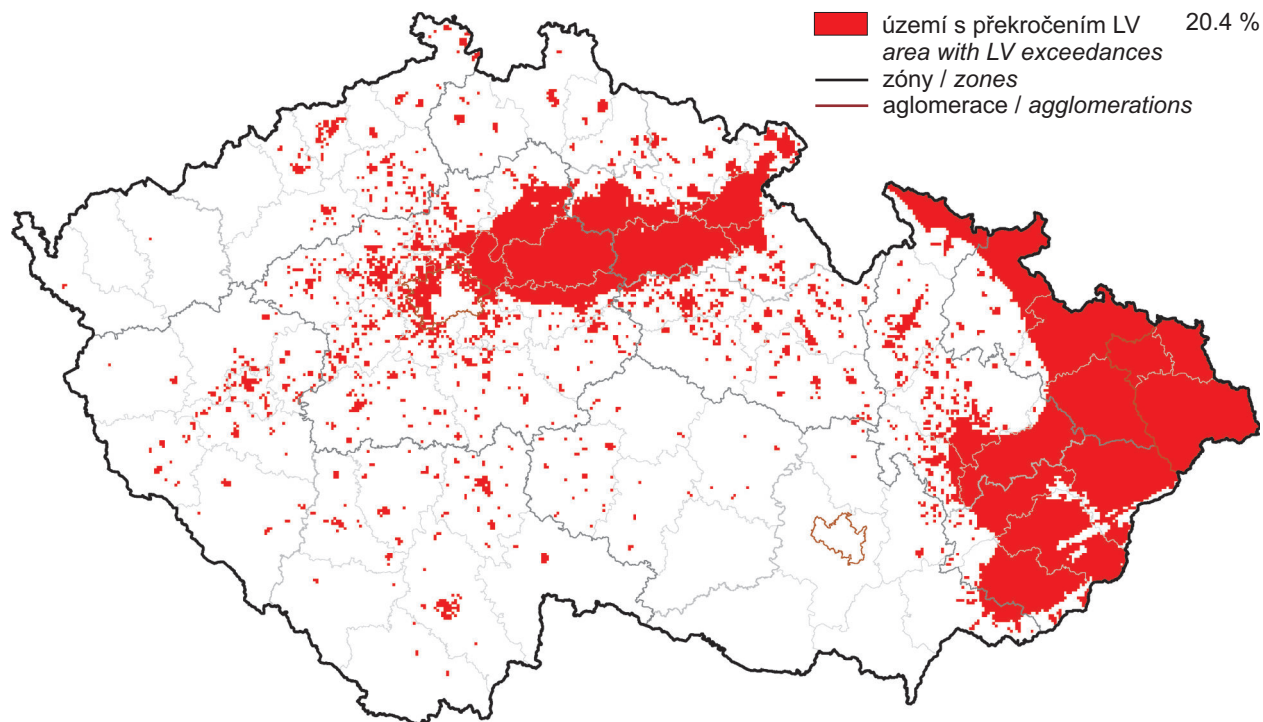 území s překročením LV 20.4 %
area with LV exceedances
zóny / zones
aglomerace / agglomerations